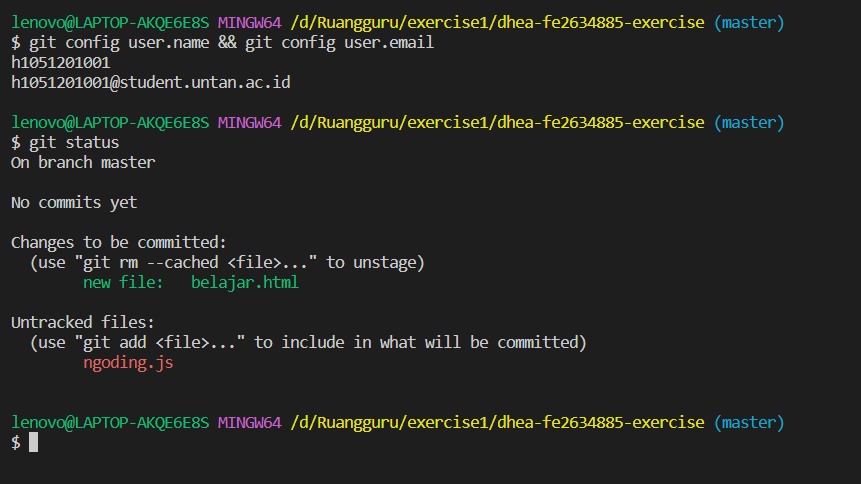 lenovo@LAPTOP-AKQE6E8S MINGW64 /d/Ruangguru/exercise1/dhea-fe2634885-exercise (master)
$ git config user.name && git config user.email
h1051201001
h1051201001@student.untan.ac.id
lenovo@LAPTOP-AKQE6E8S MINGW64 /d/Ruangguru/exercise1/dhea-fe2634885-exercise (master)
$ git status
On branch master
No commits yet
Changes to be committed:
(use "git rm --cached <file>..." to unstage)
new file:   belajar.html
Untracked files:
(use "git add <file>..." to include in what will be committed)
ngoding.js
lenovo@LAPTOP-AKQE6E8S MINGW64 /d/Ruangguru/exercise1/dhea-fe2634885-exercise (master)
$